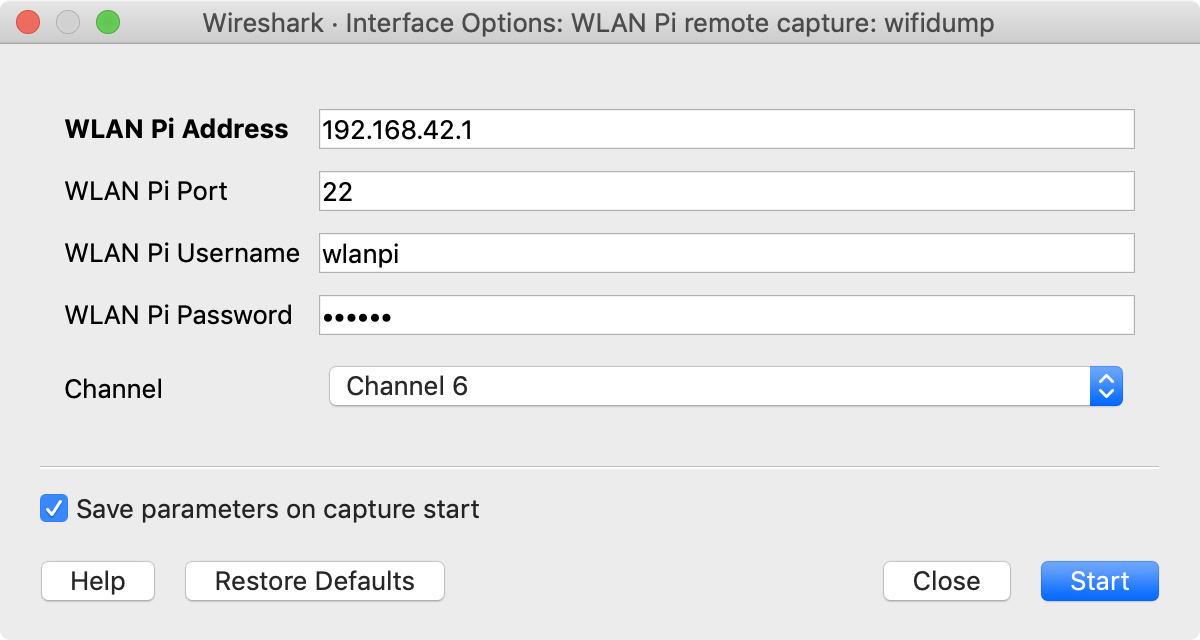 Wireshark · Interface Options: WLAN Pi remote capture: wifidump
WLAN Pi Address 192.168.42.1
WLAN Pi Port 22
WLAN Pi Username wlanpi
WLAN Pi Password ••••••
Channel Channel 6
Save parameters on capture start
Help Restore Defaults Close Start